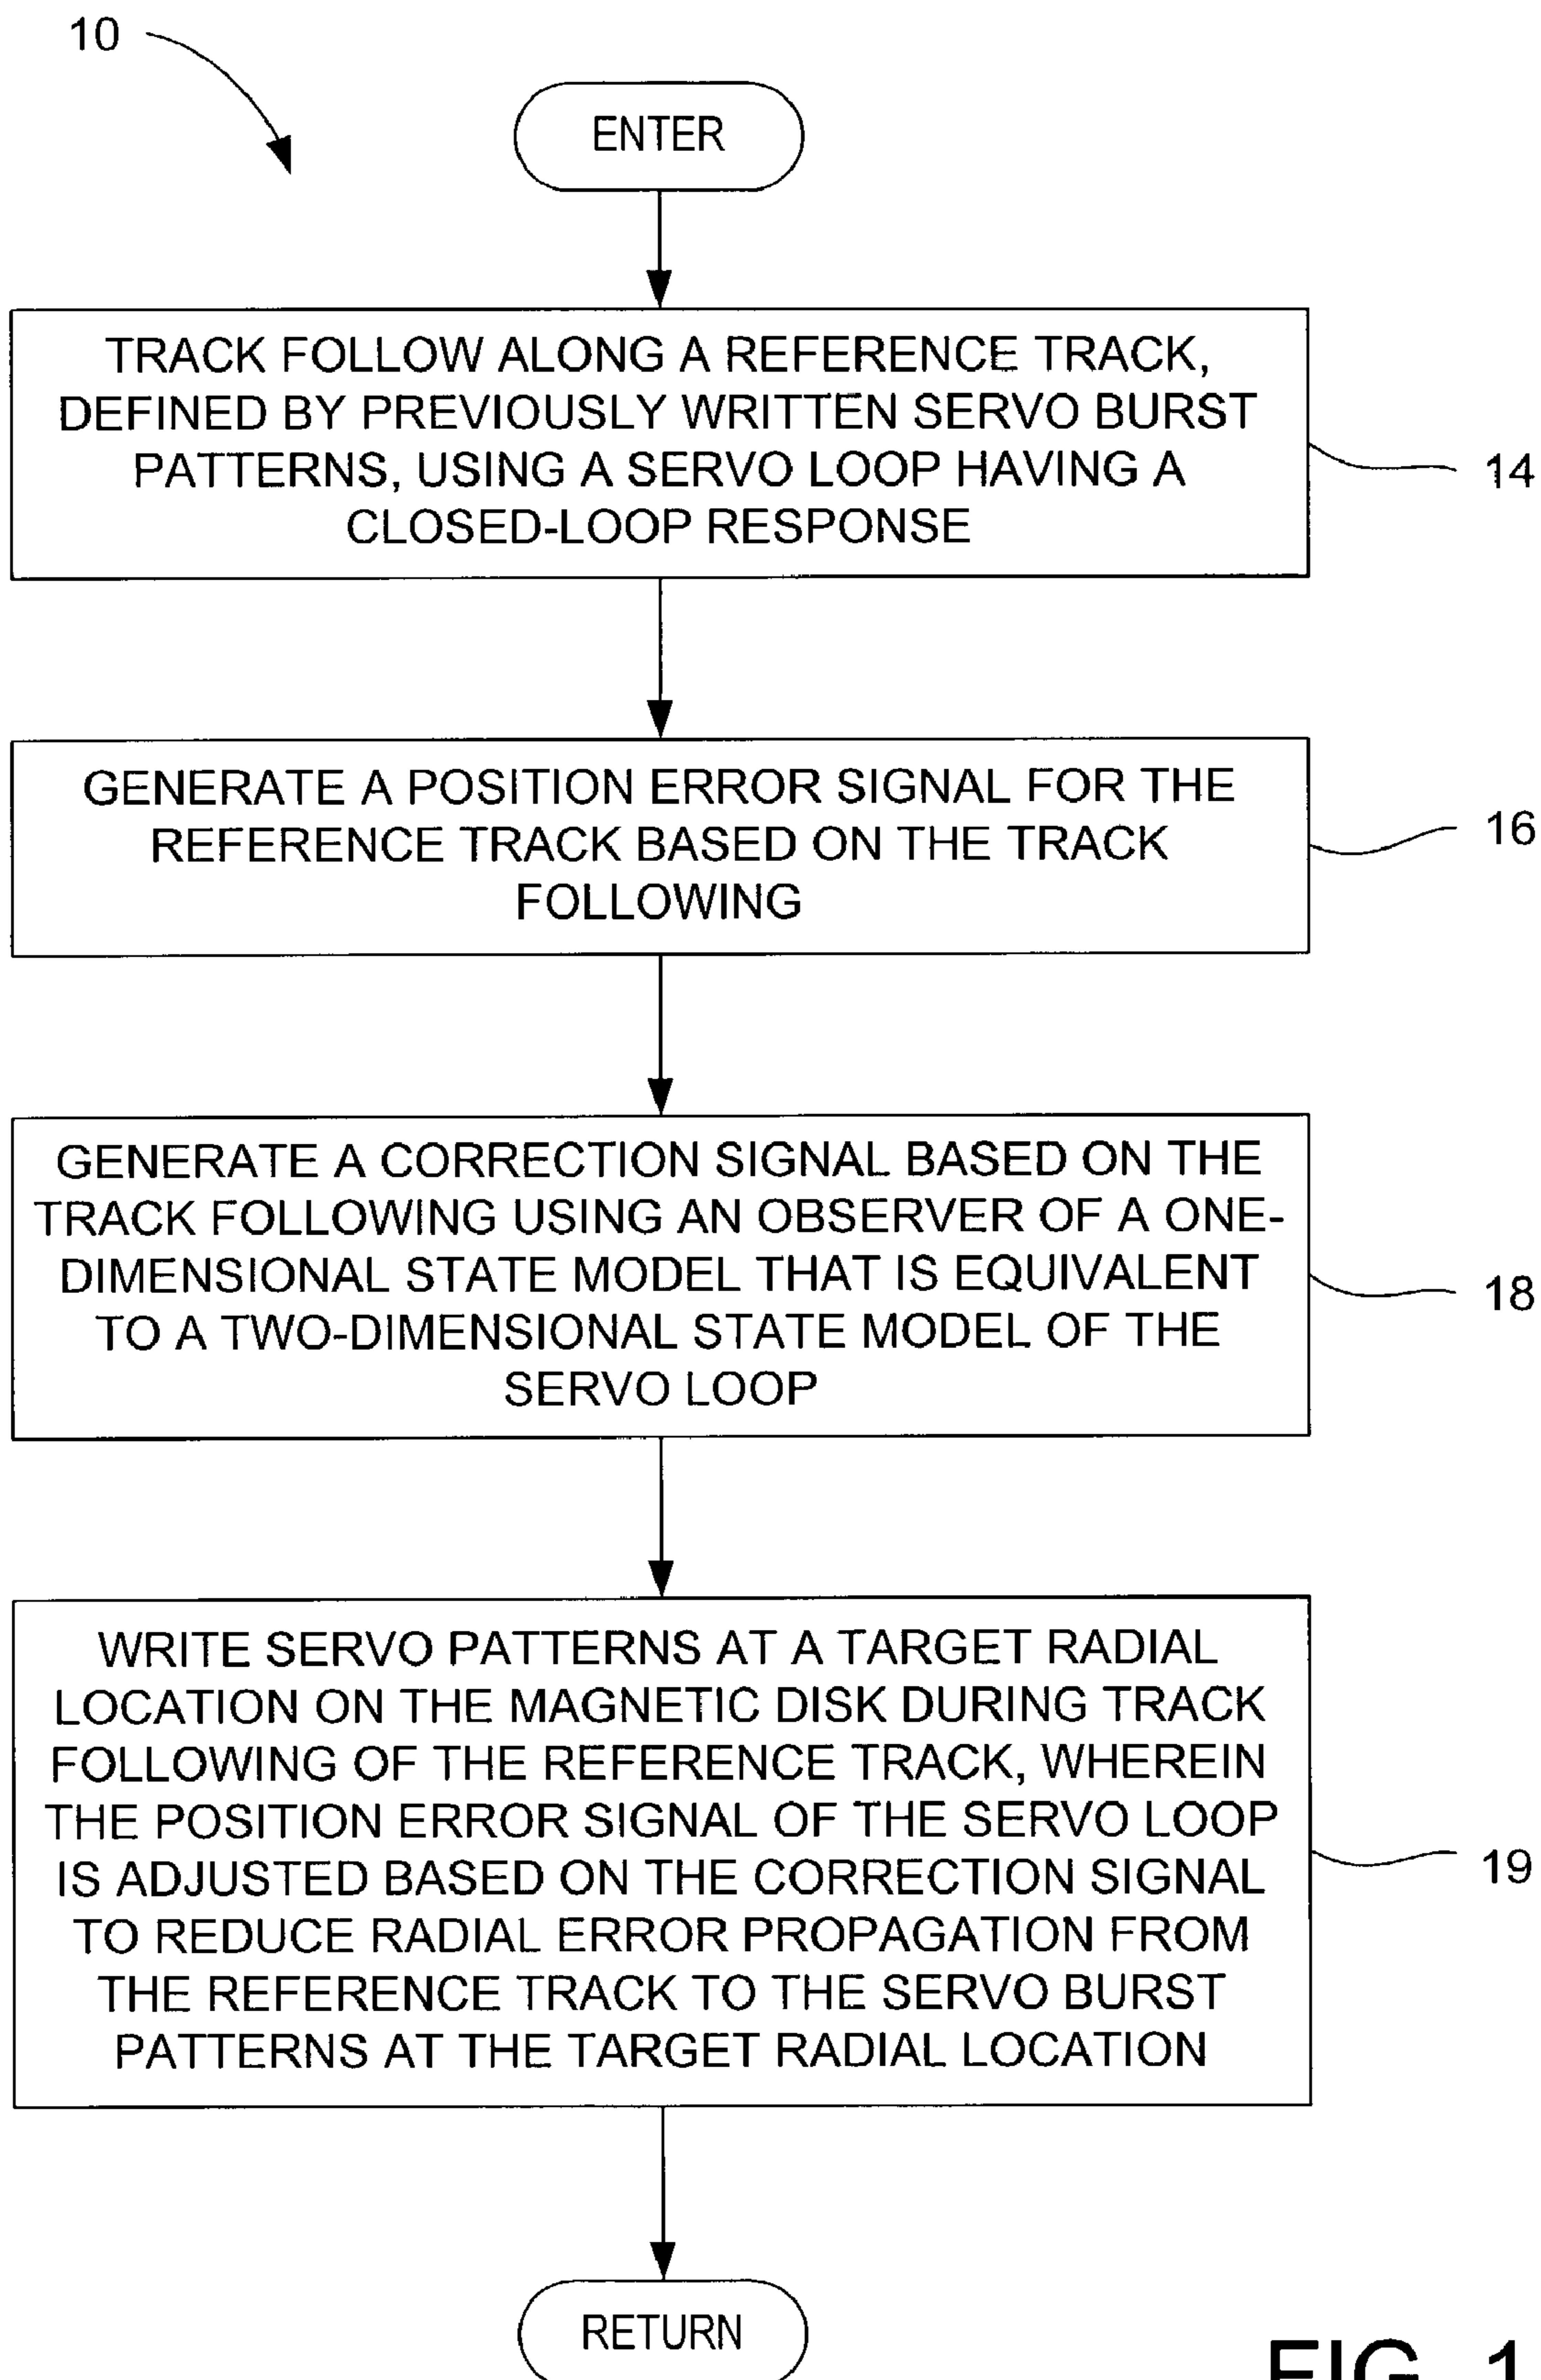 10
ENTER
TRACK FOLLOW ALONG A REFERENCE TRACK,
DEFINED BY PREVIOUSLY WRITTEN SERVO BURST
PATTERNS, USING A SERVO LOOP HAVING A
CLOSED-LOOP RESPONSE
14
GENERATE A POSITION ERROR SIGNAL FOR THE
REFERENCE TRACK BASED ON THE TRACK
FOLLOWING
16
GENERATE A CORRECTION SIGNAL BASED ON THE
TRACK FOLLOWING USING AN OBSERVER OF A ONE-
DIMENSIONAL STATE MODEL THAT IS EQUIVALENT
TO A TWO-DIMENSIONAL STATE MODEL OF THE
SERVO LOOP
18
WRITE SERVO PATTERNS AT A TARGET RADIAL
LOCATION ON THE MAGNETIC DISK DURING TRACK
FOLLOWING OF THE REFERENCE TRACK, WHEREIN
THE POSITION ERROR SIGNAL OF THE SERVO LOOP
IS ADJUSTED BASED ON THE CORRECTION SIGNAL
TO REDUCE RADIAL ERROR PROPAGATION FROM
THE REFERENCE TRACK TO THE SERVO BURST
PATTERNS AT THE TARGET RADIAL LOCATION
19
RETURN
FIG. 1